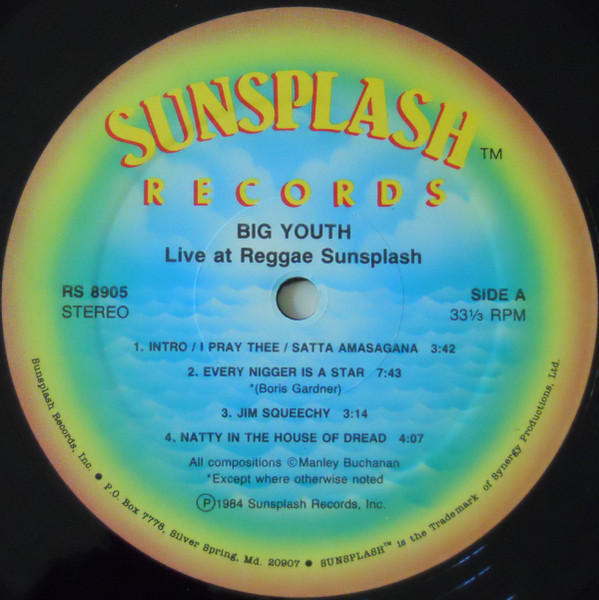 SUNSPLASH™
RECORDS
BIG YOUTH
Live at Reggae Sunsplash
RS 8905
STEREO
SIDE A
33⅓ RPM
1. INTRO / I PRAY THEE / SATTA AMASAGANA 3:42
2. EVERY NIGGER IS A STAR 7:43
*(Boris Gardner)
3. JIM SQUEECHY 3:14
4. NATTY IN THE HOUSE OF DREAD 4:07
All compositions ©Manley Buchanan
*Except where otherwise noted
℗1984 Sunsplash Records, Inc.
Sunsplash Records, Inc. ● P.O. Box 7778, Silver Spring, Md. 20907 ● SUNSPLASH™ is the Trademark of Synergy Productions, Ltd.